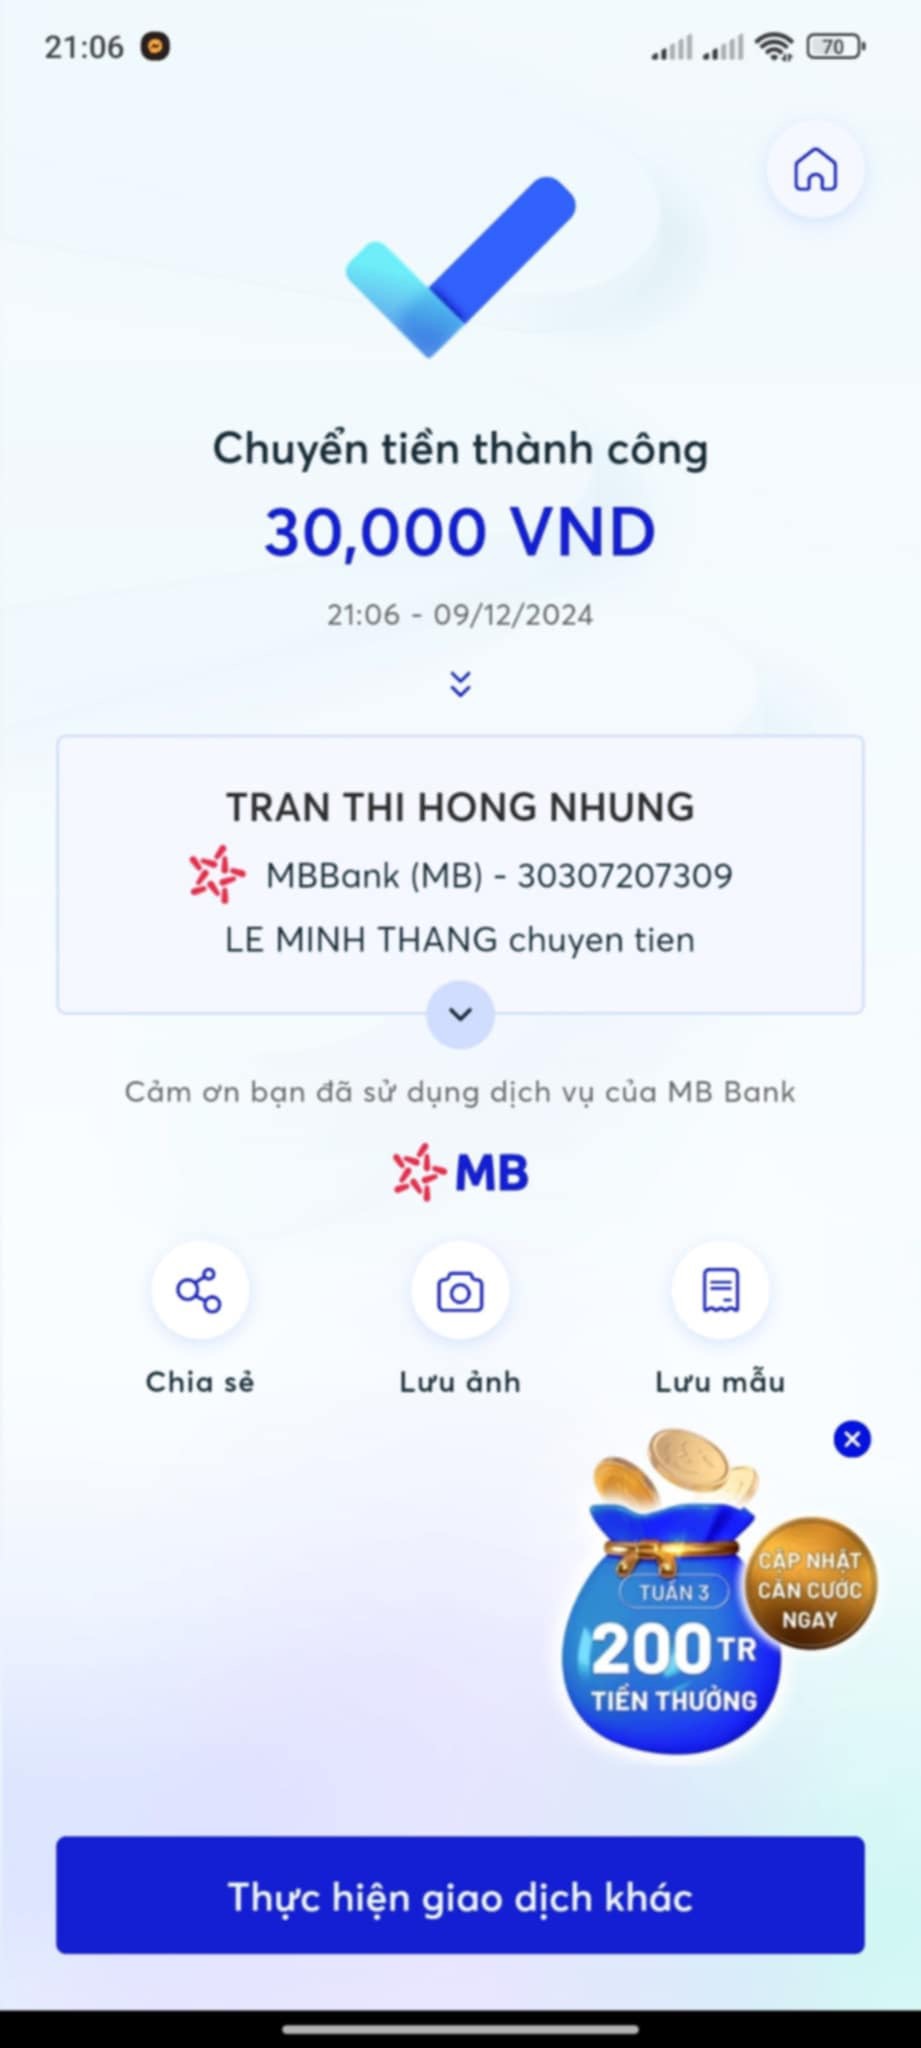 21:06
70
Chuyển tiền thành công
30,000 VND
21:06 - 09/12/2024
TRAN THI HONG NHUNG
MBBank (MB) - 30307207309
LE MINH THANG chuyen tien
Cảm ơn bạn đã sử dụng dịch vụ của MB Bank
MB
Chia sẻ
Lưu ảnh
Lưu mẫu
CẬP NHẬT
CĂN CƯỚC
NGAY
TUẦN 3
200TR
TIỀN THƯỞNG
Thực hiện giao dịch khác